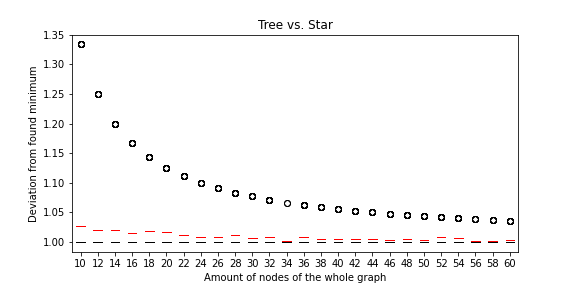 Tree vs. Star
Deviation from found minimum
1.35
1.30
1.25
1.20
1.15
1.10
1.05
1.00
10 12 14 16 18 20 22 24 26 28 30 32 34 36 38 40 42 44 46 48 50 52 54 56 58 60
Amount of nodes of the whole graph